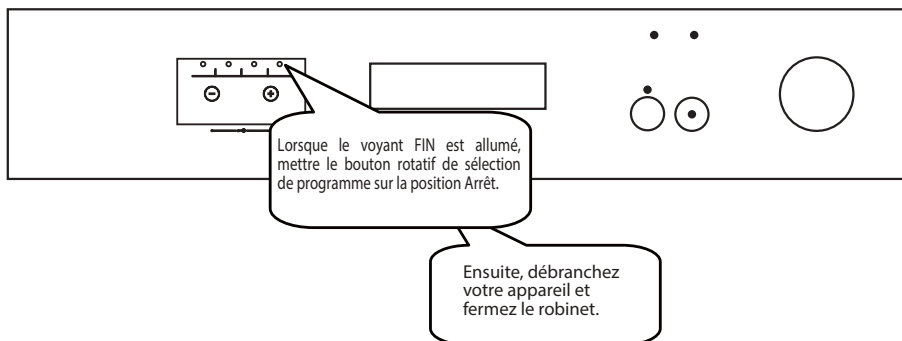 Lorsque le voyant FIN est allumé,
mettre le bouton rotatif de sélection
de programme sur la position Arrêt.
Ensuite, débranchez
votre appareil et
fermez le robinet.